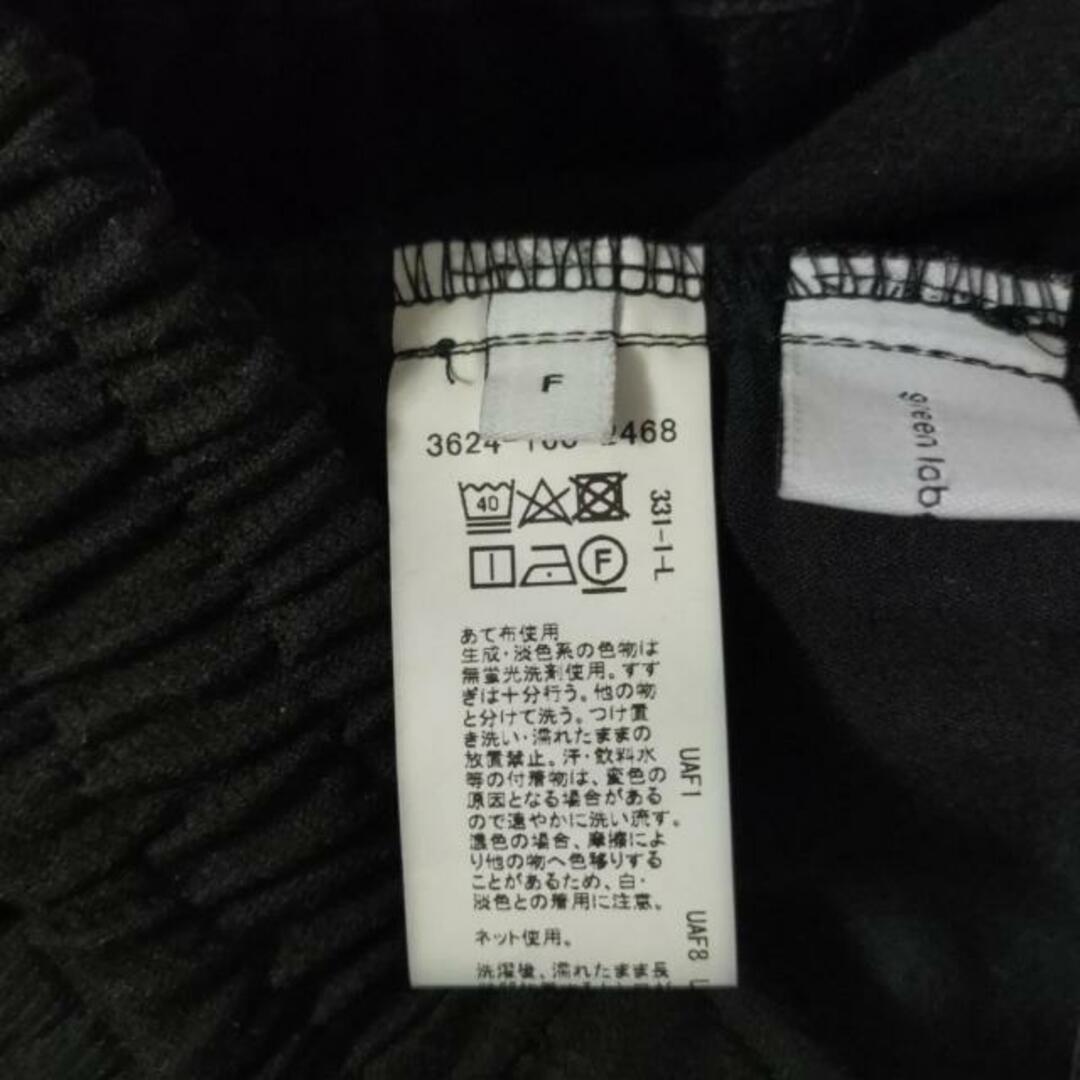 F
3624-   2468
40
331-1-L
F
あて布使用
生成・淡色系の色物は
無蛍光洗剤使用。すす
ぎは十分行う。他の物
と分けて洗う。つけ置
き洗い・濡れたままの
放置禁止。汗・飲料水
等の付着物は、変色の
原因となる場合がある
ので速やかに洗い流す。
濃色の場合、摩擦によ
り他の物へ色移りする
ことがあるため、白・
淡色との着用に注意。
ネット使用。
洗濯後、濡れたまま長
UAF1
UAF8
green lab